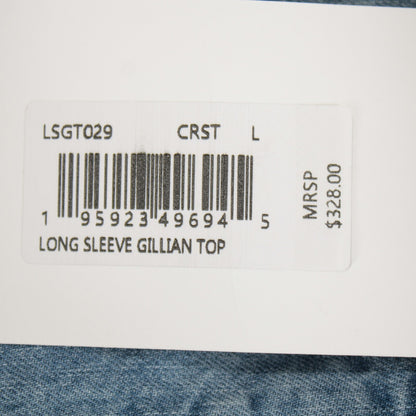 LSGT029 CRST L
1 95923 49694 5
LONG SLEEVE GILLIAN TOP
MRSP
$328.00